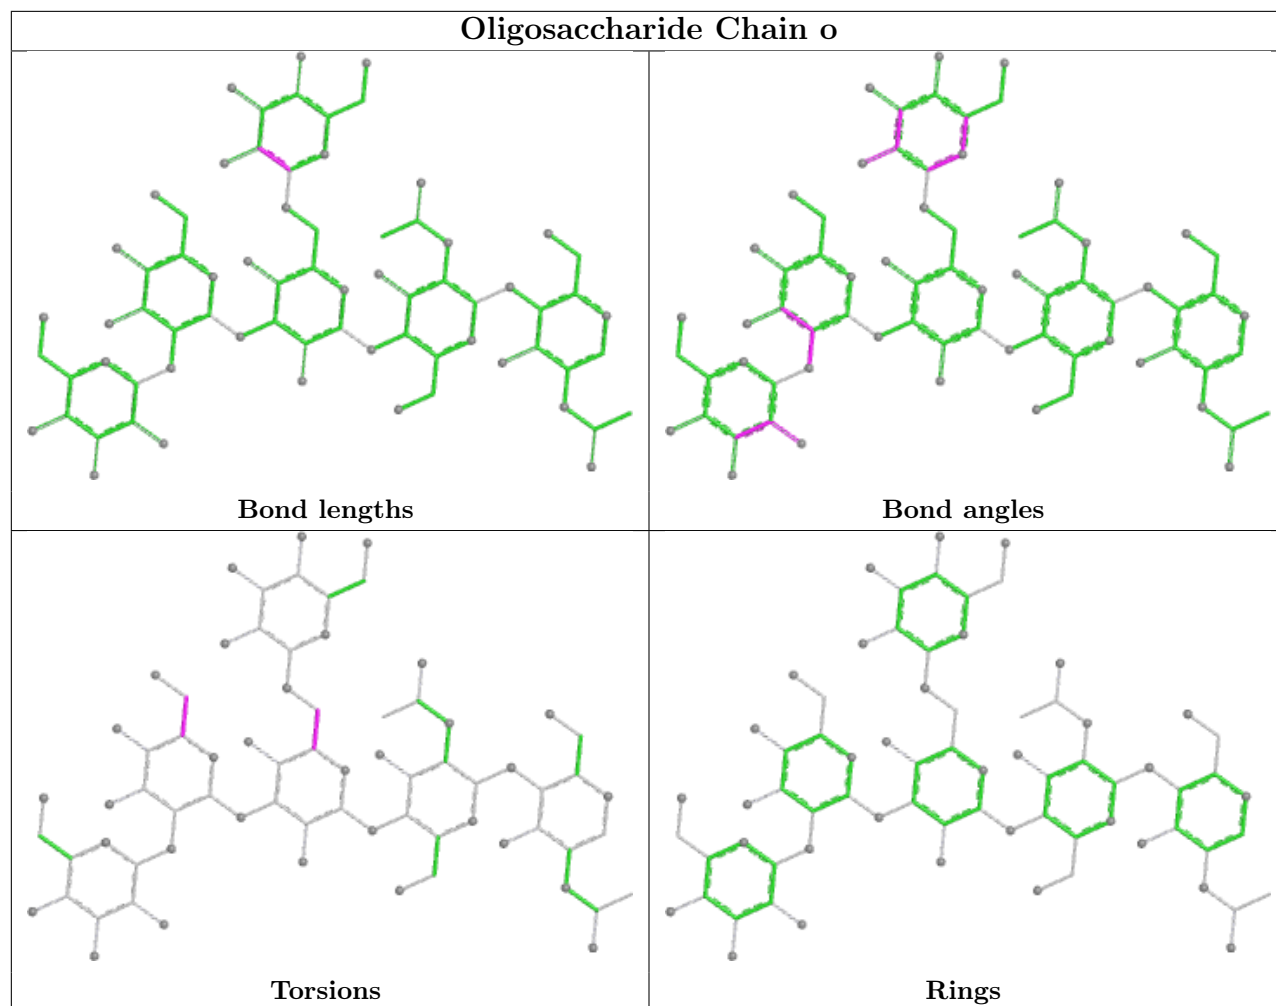 Oligosaccharide Chain o
Bond lengths
Bond angles
Torsions
Rings